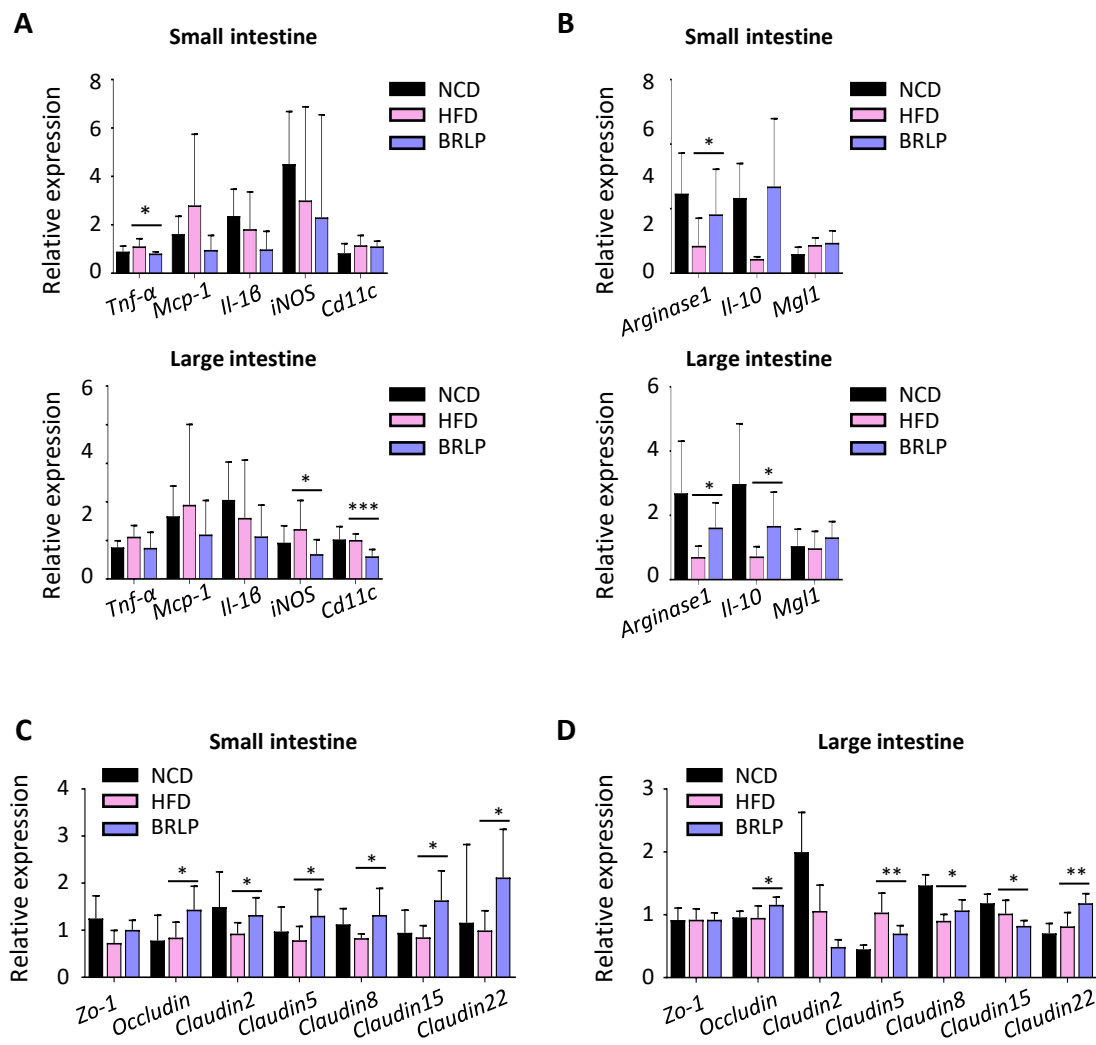 A
Small intestine
Relative expression
8
6
4
2
0
NCD
HFD
BRLP
*
Tnf-α
Mcp-1
Il-1β
iNOS
Cd11c
Large intestine
Relative expression
6
4
2
0
NCD
HFD
BRLP
*
***
Tnf-α
Mcp-1
Il-1β
iNOS
Cd11c
B
Small intestine
Relative expression
8
6
4
2
0
NCD
HFD
BRLP
*
Arginase1
Il-10
Mgl1
Large intestine
Relative expression
6
4
2
0
NCD
HFD
BRLP
*
*
Arginase1
Il-10
Mgl1
C
Small intestine
Relative expression
4
3
2
1
0
NCD
HFD
BRLP
*
*
*
*
*
*
Zo-1
Occludin
Claudin2
Claudin5
Claudin8
Claudin15
Claudin22
D
Large intestine
Relative expression
3
2
1
0
NCD
HFD
BRLP
*
**
*
*
**
Zo-1
Occludin
Claudin2
Claudin5
Claudin8
Claudin15
Claudin22